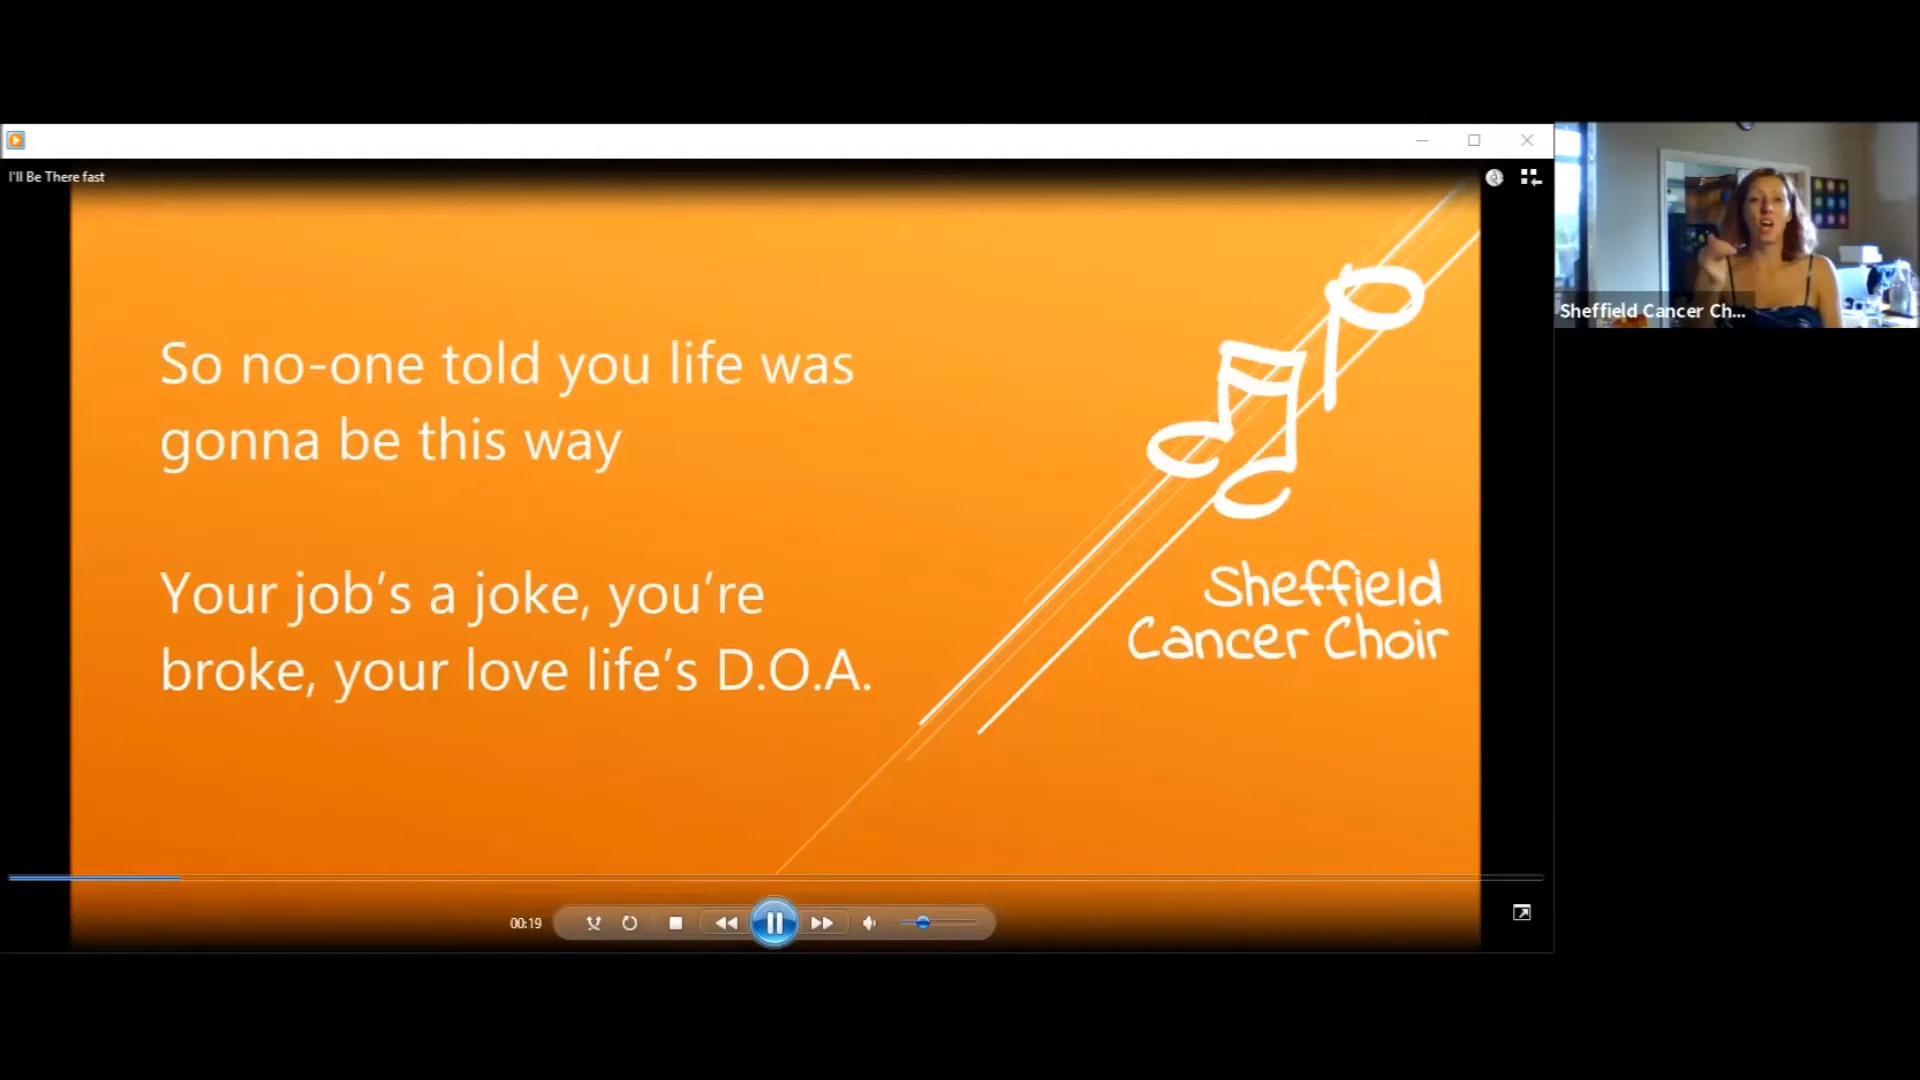 I'll Be There fast
So no-one told you life was
gonna be this way
Your job’s a joke, you’re
broke, your love life’s D.O.A.
Sheffield
Cancer Choir
00:19
Sheffield Cancer Ch...